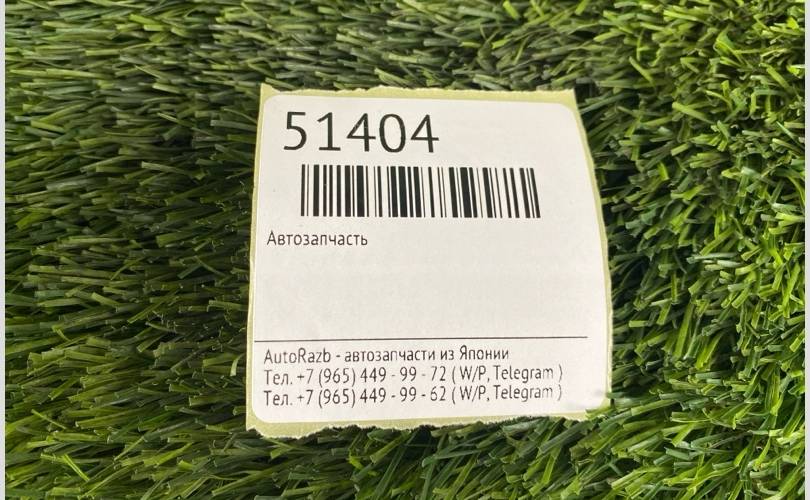 51404
Автозапчасть
AutoRazb - автозапчасти из Японии
Тел. +7 (965) 449 - 99 - 72 ( W/P, Telegram )
Тел. +7 (965) 449 - 99 - 62 ( W/P, Telegram )